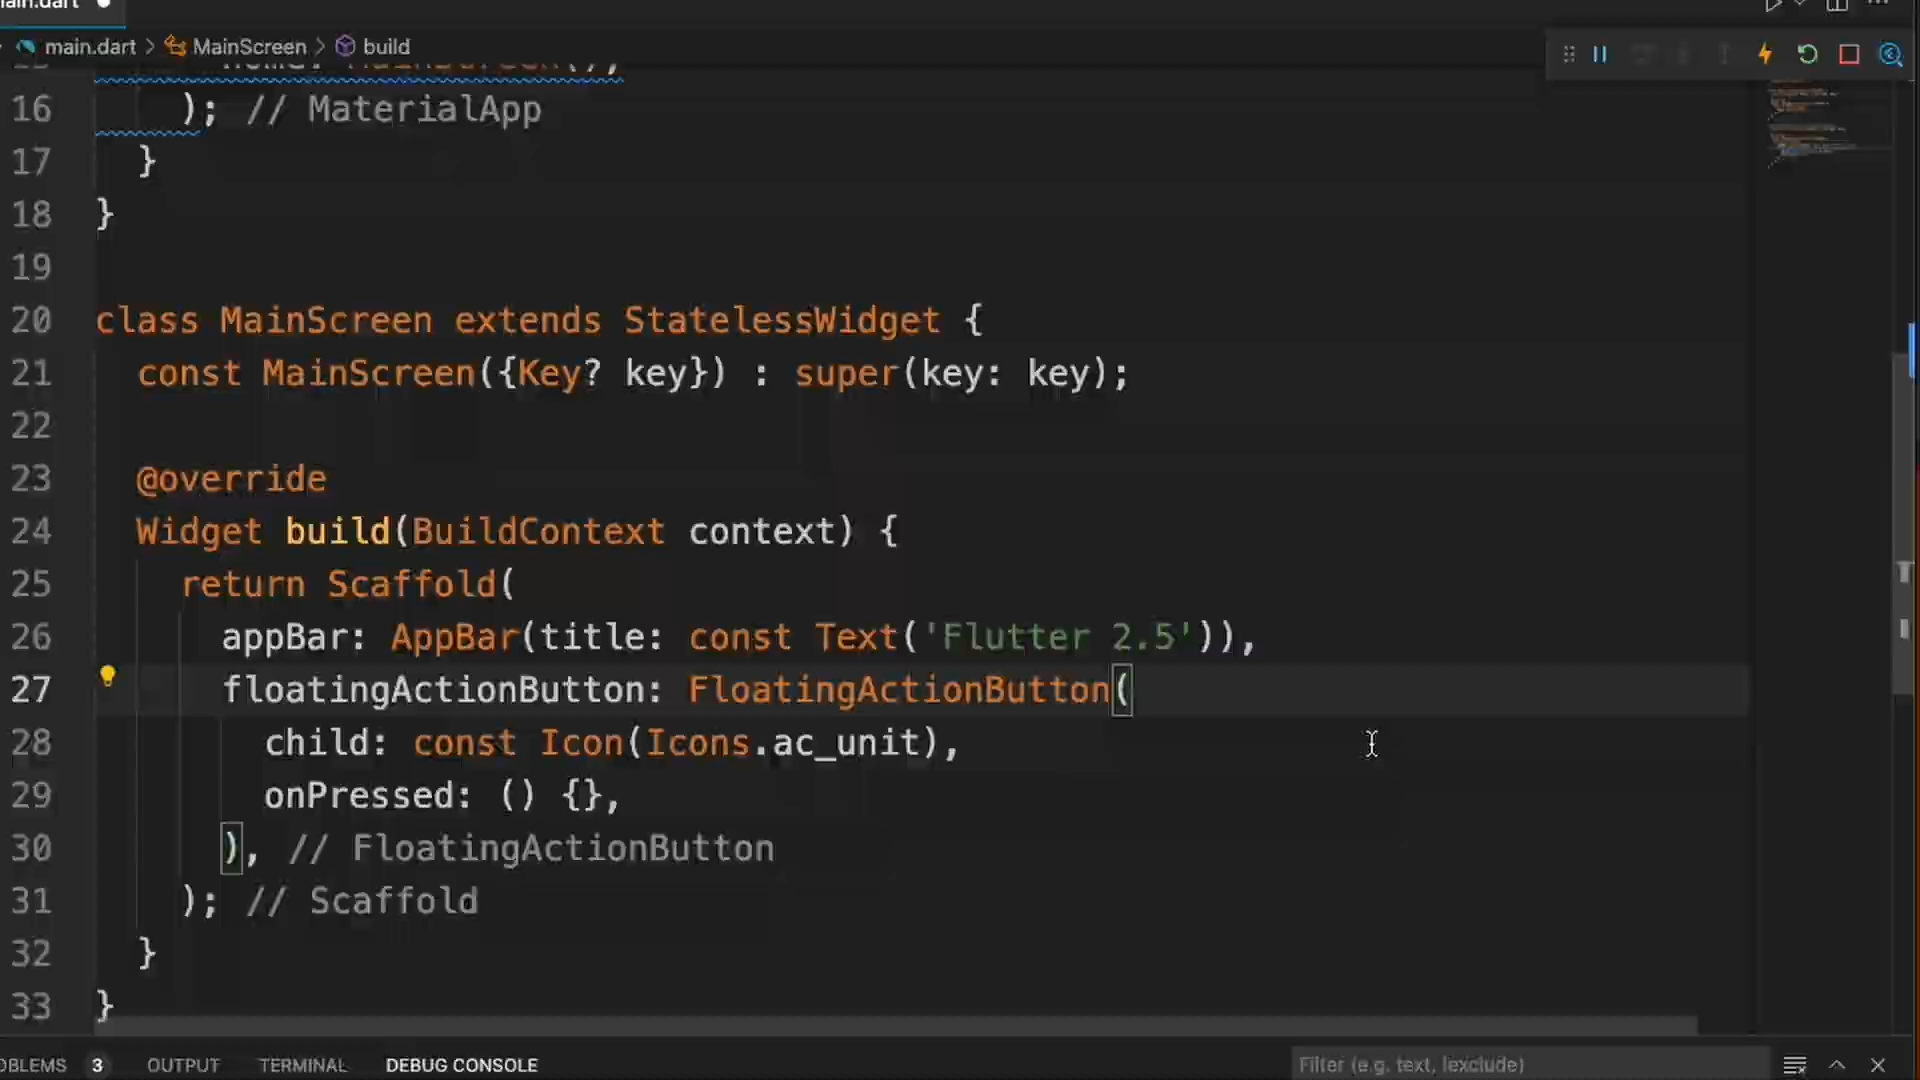 main.dart
main.dart > MainScreen > build
15 home: MainScreen(),
16 ); // MaterialApp
17 }
18 }
19
20 class MainScreen extends StatelessWidget {
21 const MainScreen({Key? key}) : super(key: key);
22
23 @override
24 Widget build(BuildContext context) {
25 return Scaffold(
26 appBar: AppBar(title: const Text('Flutter 2.5')),
27 floatingActionButton: FloatingActionButton(
28 child: const Icon(Icons.ac_unit),
29 onPressed: () {},
30 ), // FloatingActionButton
31 ); // Scaffold
32 }
33 }
OBLEMS 3 OUTPUT TERMINAL DEBUG CONSOLE Filter (e.g. text, !exclude)